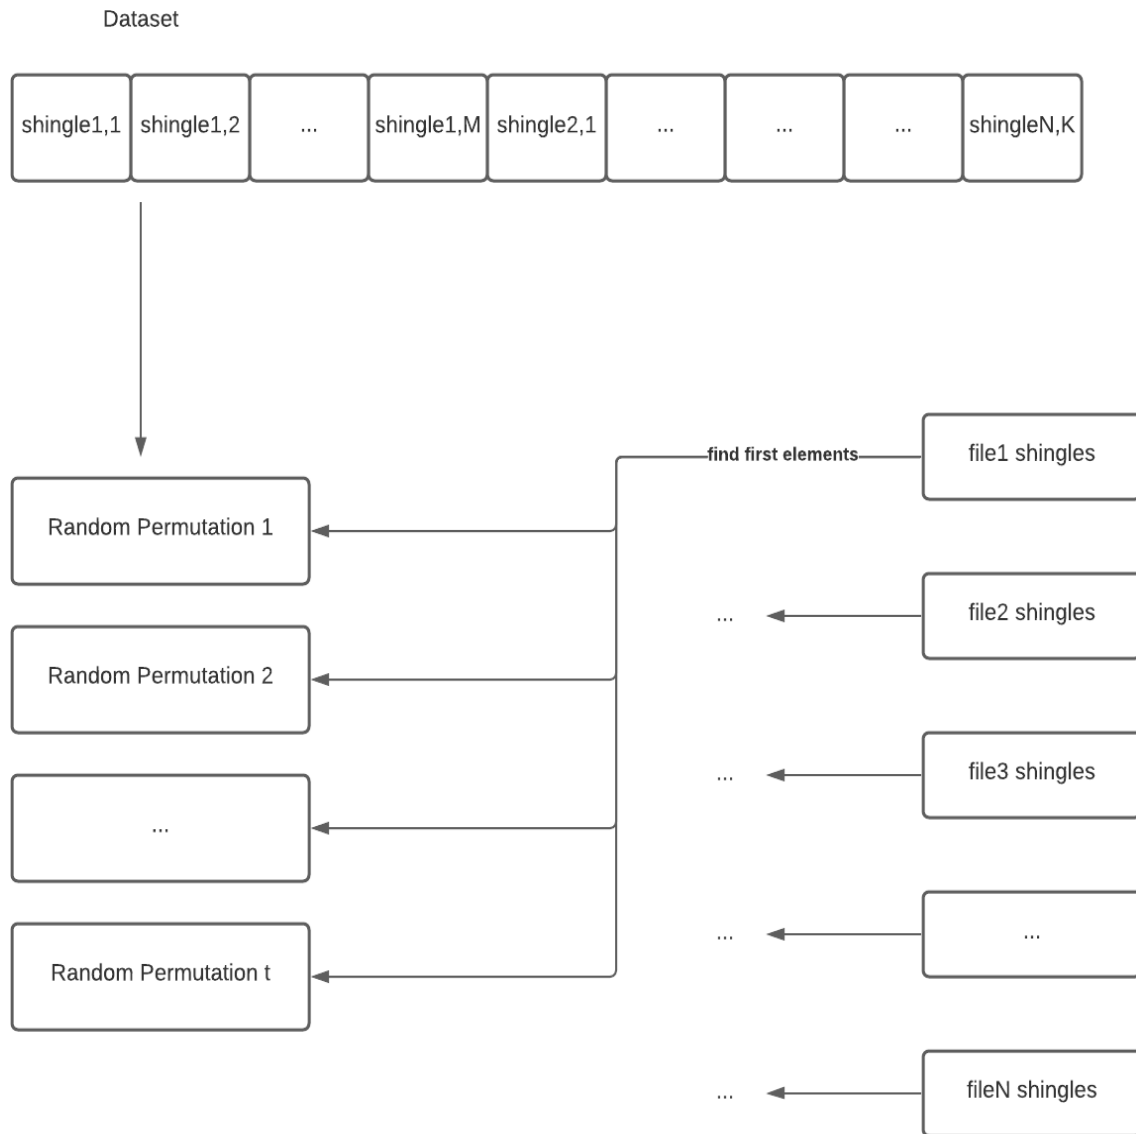 Dataset
shingle1,1 shingle1,2 ... shingle1,M shingle2,1 ... ... ... shingleN,K
file1 shingles
find first elements
Random Permutation 1
file2 shingles
...
Random Permutation 2
file3 shingles
...
...
...
...
Random Permutation t
fileN shingles
...